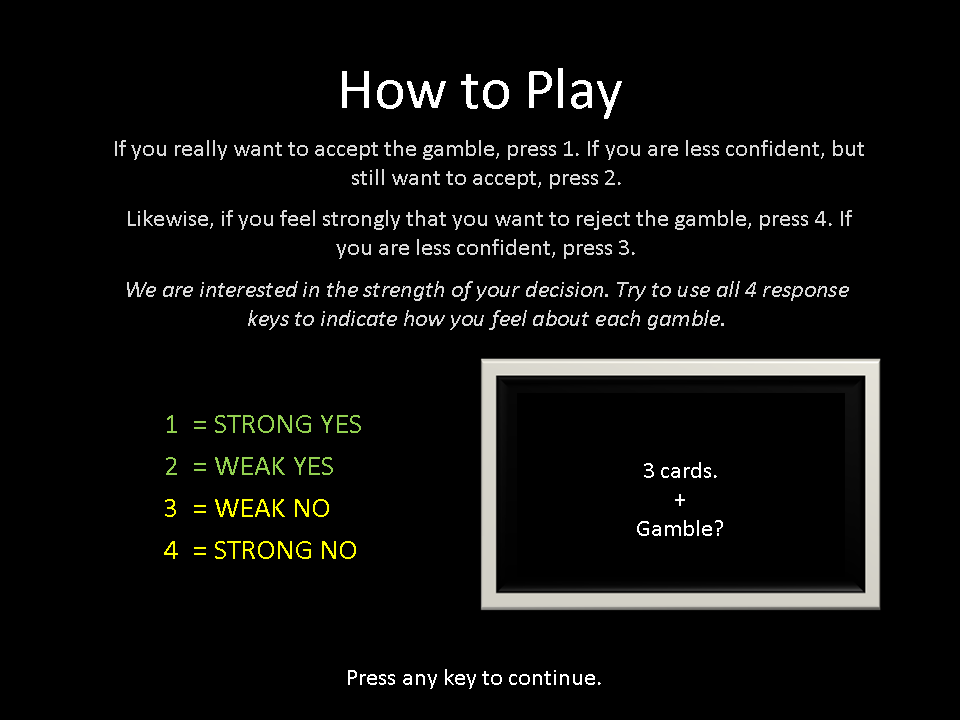 How to Play
If you really want to accept the gamble, press 1. If you are less confident, but
still want to accept, press 2.
Likewise, if you feel strongly that you want to reject the gamble, press 4. If
you are less confident, press 3.
We are interested in the strength of your decision. Try to use all 4 response
keys to indicate how you feel about each gamble.
1 = STRONG YES
2 = WEAK YES
3 = WEAK NO
4 = STRONG NO
3 cards.
+
Gamble?
Press any key to continue.